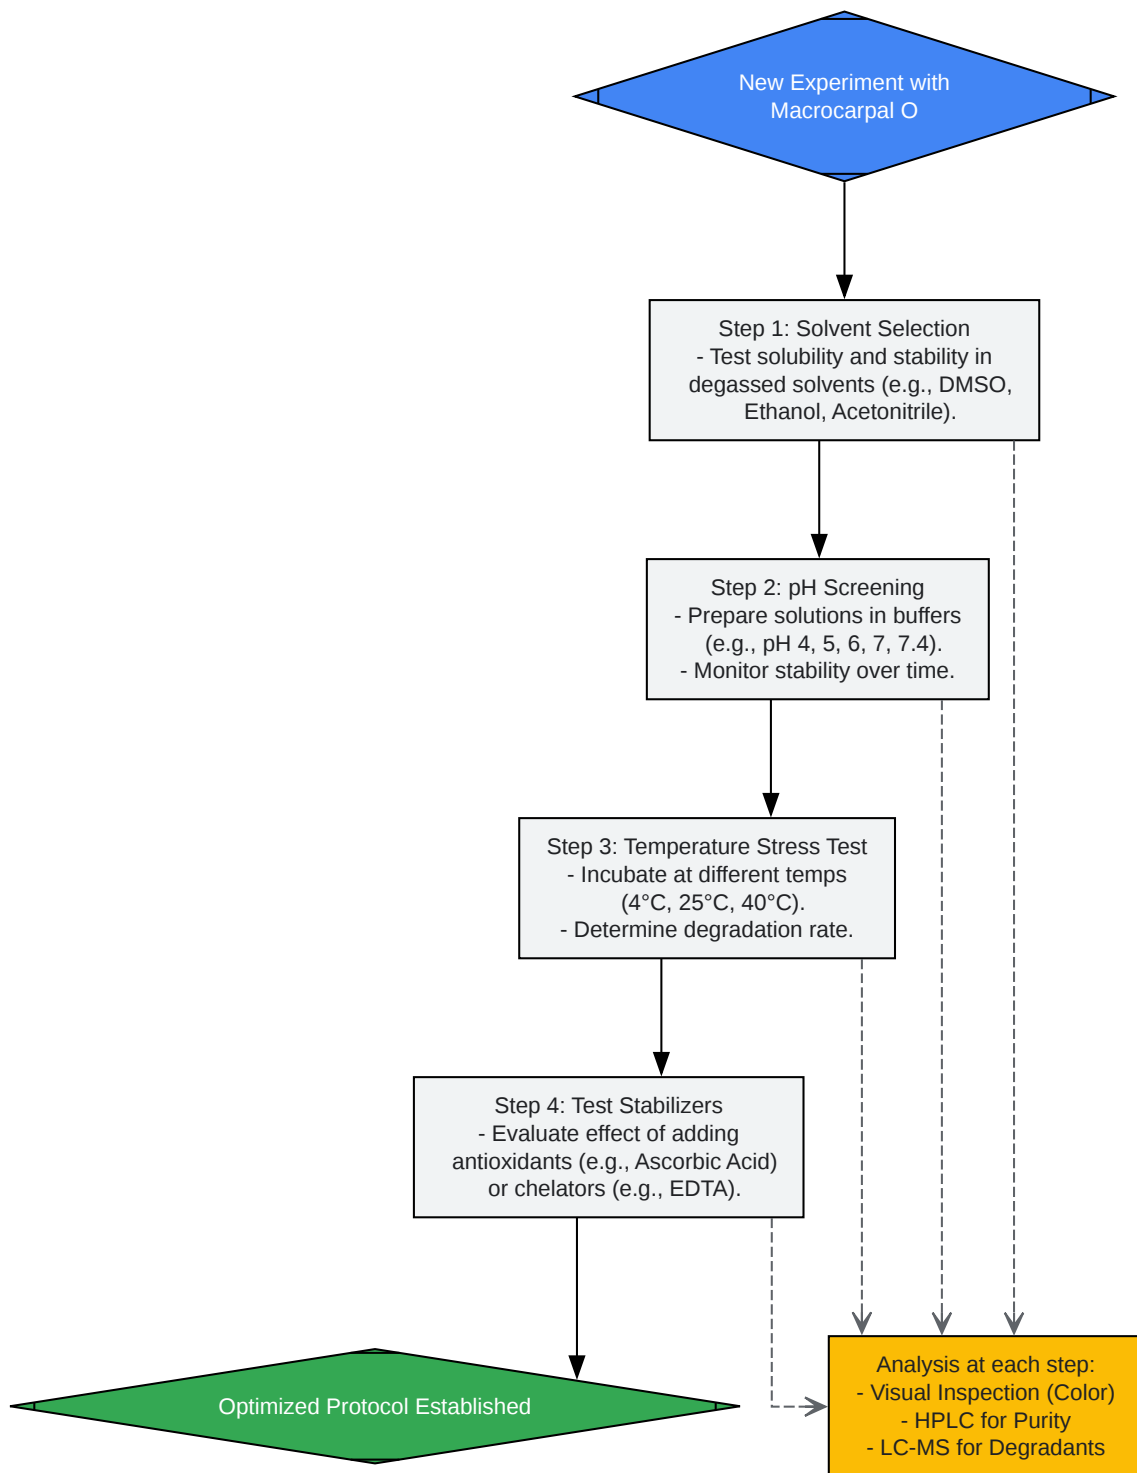 New Experiment with
Macrocarpal O
Step 1: Solvent Selection
- Test solubility and stability in
degassed solvents (e.g., DMSO,
Ethanol, Acetonitrile).
Step 2: pH Screening
- Prepare solutions in buffers
(e.g., pH 4, 5, 6, 7, 7.4).
- Monitor stability over time.
Step 3: Temperature Stress Test
- Incubate at different temps
(4°C, 25°C, 40°C).
- Determine degradation rate.
Step 4: Test Stabilizers
- Evaluate effect of adding
antioxidants (e.g., Ascorbic Acid)
or chelators (e.g., EDTA).
Optimized Protocol Established
Analysis at each step:
- Visual Inspection (Color)
- HPLC for Purity
- LC-MS for Degradants